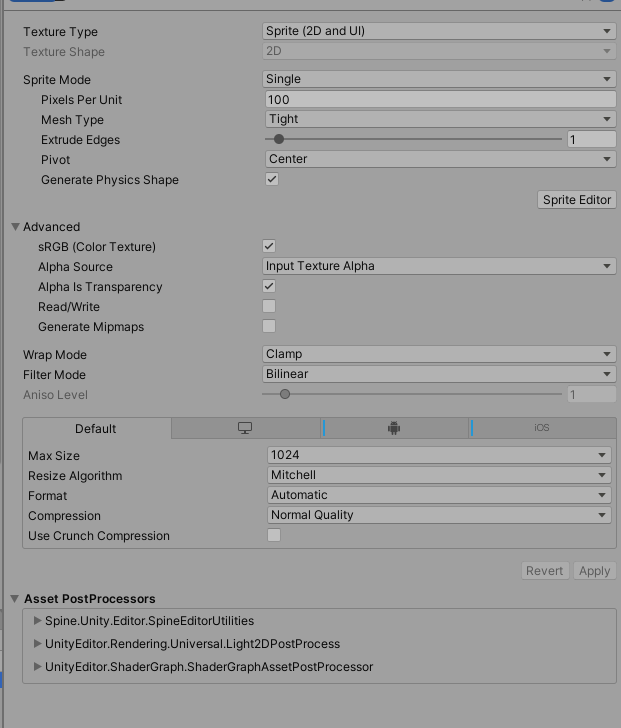 Texture Type Sprite (2D and UI)
Texture Shape 2D
Sprite Mode Single
Pixels Per Unit 100
Mesh Type Tight
Extrude Edges 1
Pivot Center
Generate Physics Shape
Sprite Editor
Advanced
sRGB (Color Texture)
Alpha Source Input Texture Alpha
Alpha Is Transparency
Read/Write
Generate Mipmaps
Wrap Mode Clamp
Filter Mode Bilinear
Aniso Level 1
Default iOS
Max Size 1024
Resize Algorithm Mitchell
Format Automatic
Compression Normal Quality
Use Crunch Compression
Revert Apply
Asset PostProcessors
Spine.Unity.Editor.SpineEditorUtilities
UnityEditor.Rendering.Universal.Light2DPostProcess
UnityEditor.ShaderGraph.ShaderGraphAssetPostProcessor